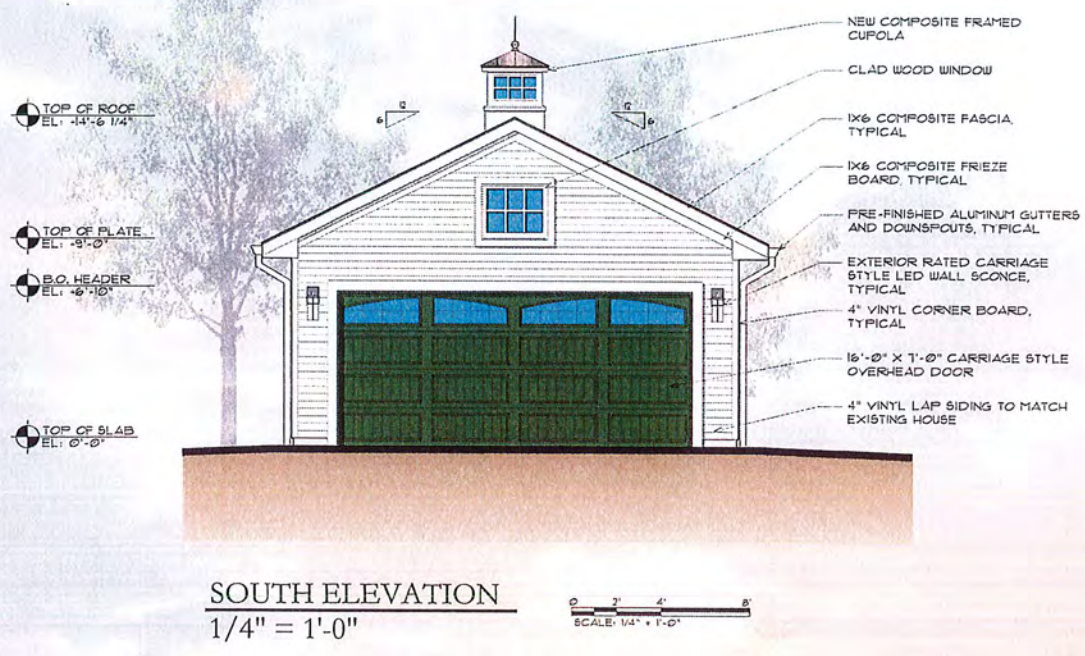 NEW COMPOSITE FRAMED
CUPOLA
CLAD WOOD WINDOW
12
6
12
6
TOP OF ROOF
EL: +14'-6 1/4"
1X6 COMPOSITE FASCIA,
TYPICAL
1X6 COMPOSITE FRIEZE
BOARD, TYPICAL
TOP OF PLATE
EL: +9'-0"
PRE-FINISHED ALUMINUM GUTTERS
AND DOWNSPOUTS, TYPICAL
B.O. HEADER
EL: +6'-10"
EXTERIOR RATED CARRIAGE
STYLE LED WALL SCONCE,
TYPICAL
4" VINYL CORNER BOARD,
TYPICAL
16'-0" X 7'-0" CARRIAGE STYLE
OVERHEAD DOOR
4" VINYL LAP SIDING TO MATCH
EXISTING HOUSE
TOP OF SLAB
EL: 0'-0"
SOUTH ELEVATION
1/4" = 1'-0"
0 2' 4' 8'
SCALE: 1/4" = 1'-0"